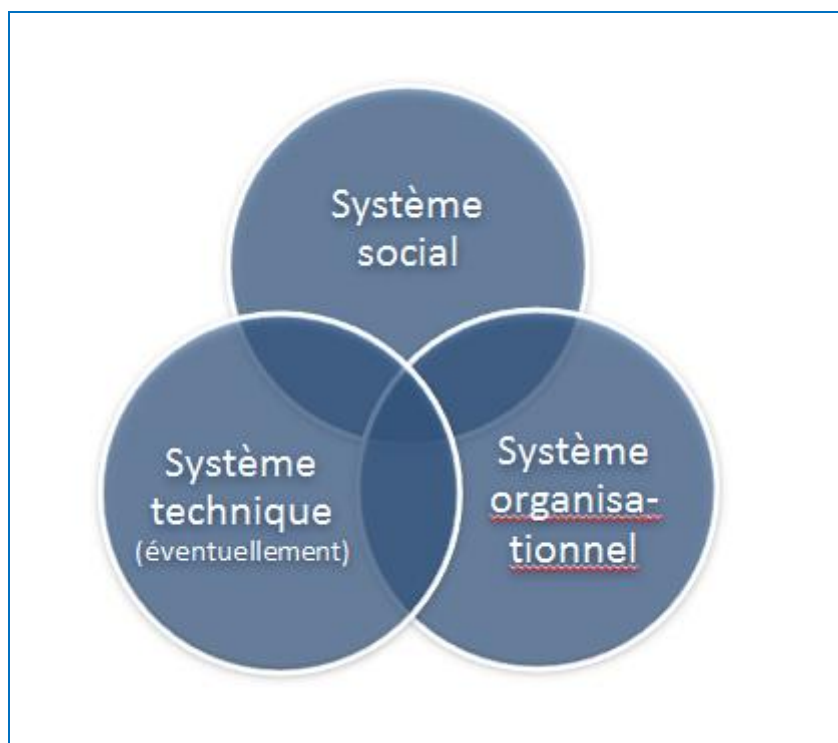 Système
social
Système
technique
(éventuellement)
Système
organisa-
tionnel